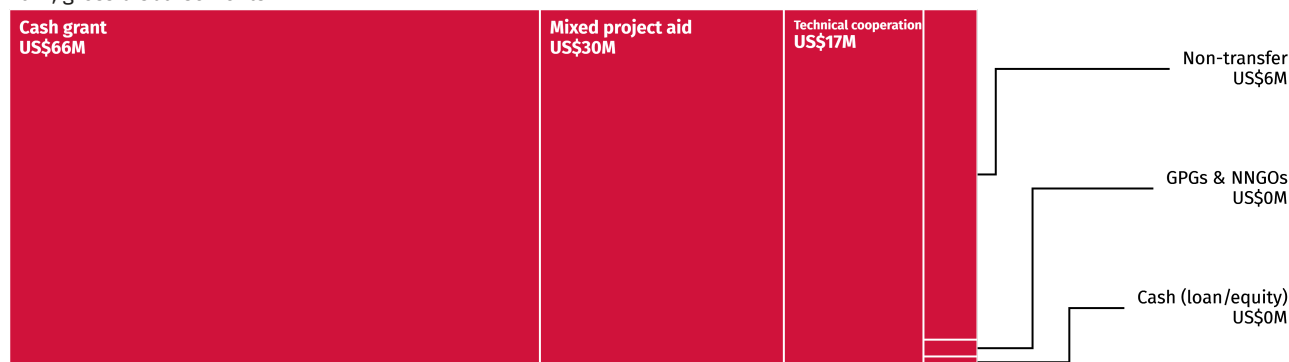 Cash grant
US$66M
Mixed project aid
US$30M
Technical cooperation
US$17M
Non-transfer
US$6M
GPGs & NNGOs
US$0M
Cash (loan/equity)
US$0M